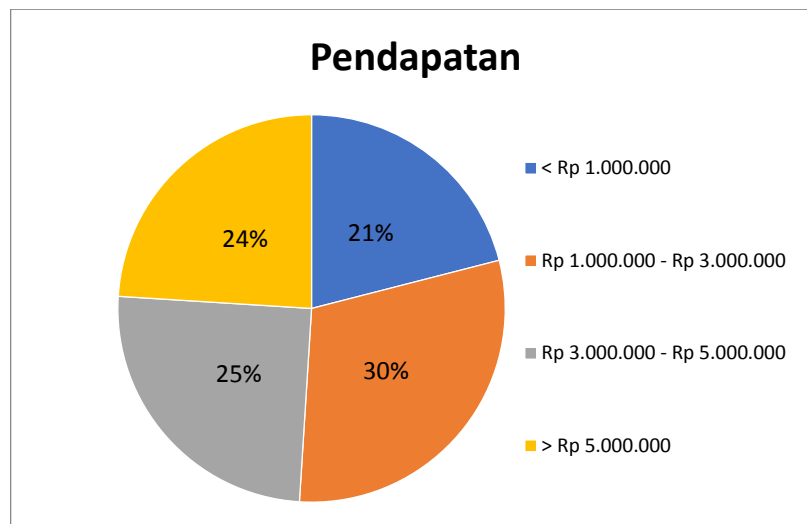 Pendapatan
21%
30%
25%
24%
< Rp 1.000.000
Rp 1.000.000 - Rp 3.000.000
Rp 3.000.000 - Rp 5.000.000
> Rp 5.000.000